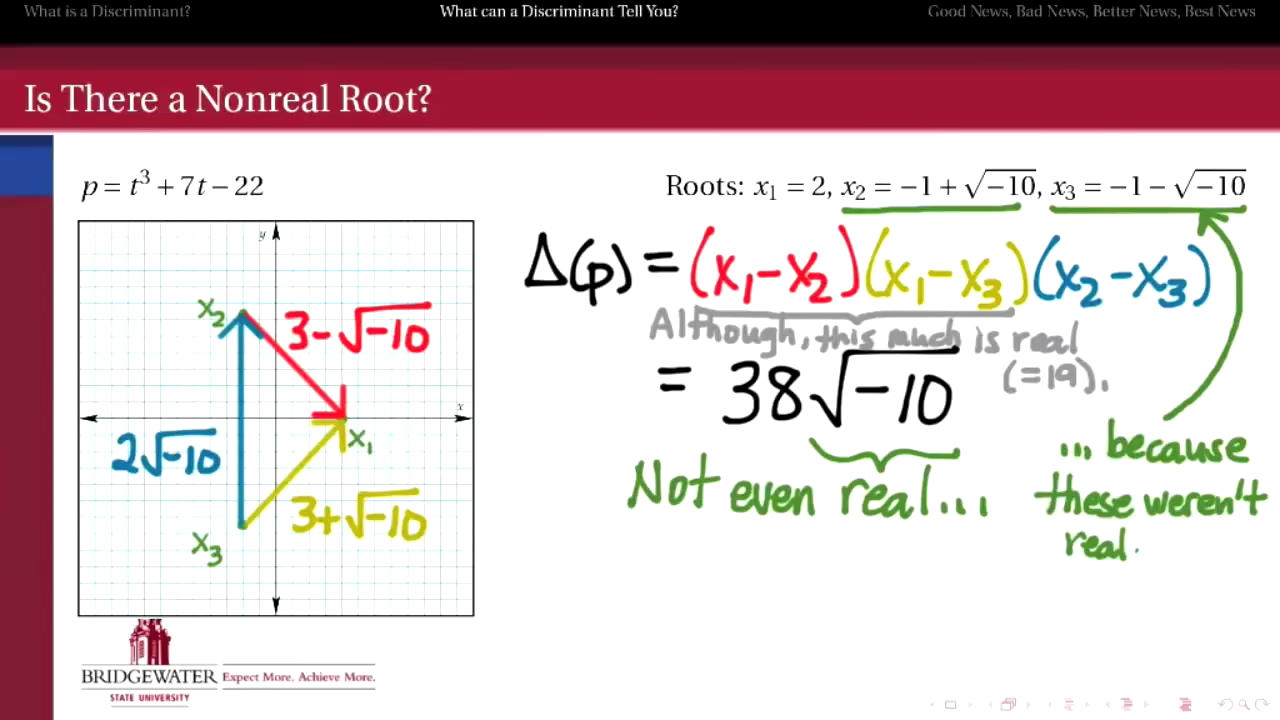 What is a Discriminant? What can a Discriminant Tell You? Good News, Bad News, Better News, Best News
Is There a Nonreal Root?
p = t³ + 7t − 22
Roots: x₁ = 2, x₂ = −1 + √−10, x₃ = −1 − √−10
Δ(p) = (x₁−x₂)(x₁−x₃)(x₂−x₃)
Although, this much is real
(=19).
= 38√−10
Not even real...
... because
these weren't
real.
y
x₂
3−√−10
x
x₁
2√−10
3+√−10
x₃
BRIDGEWATER
STATE UNIVERSITY
Expect More. Achieve More.